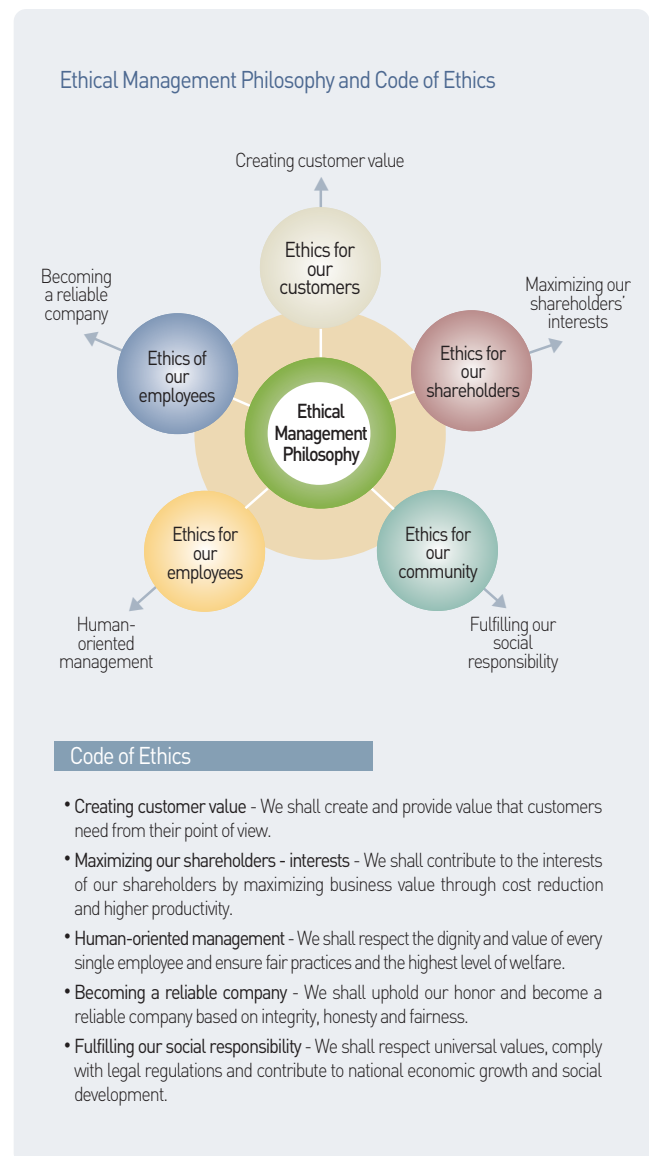 Ethical Management Philosophy and Code of Ethics
Creating customer value
Ethics for
our
customers
Becoming
a reliable
company
Maximizing our
shareholders’
interests
Ethics of
our
employees
Ethics for
our
shareholders
Ethical
Management
Philosophy
Ethics for
our
employees
Ethics for
our
community
Human-
oriented
management
Fulfilling our
social
responsibility
Code of Ethics
• Creating customer value - We shall create and provide value that customers
need from their point of view.
• Maximizing our shareholders - interests - We shall contribute to the interests
of our shareholders by maximizing business value through cost reduction
and higher productivity.
• Human-oriented management - We shall respect the dignity and value of every
single employee and ensure fair practices and the highest level of welfare.
• Becoming a reliable company - We shall uphold our honor and become a
reliable company based on integrity, honesty and fairness.
• Fulfilling our social responsibility - We shall respect universal values, comply
with legal regulations and contribute to national economic growth and social
development.